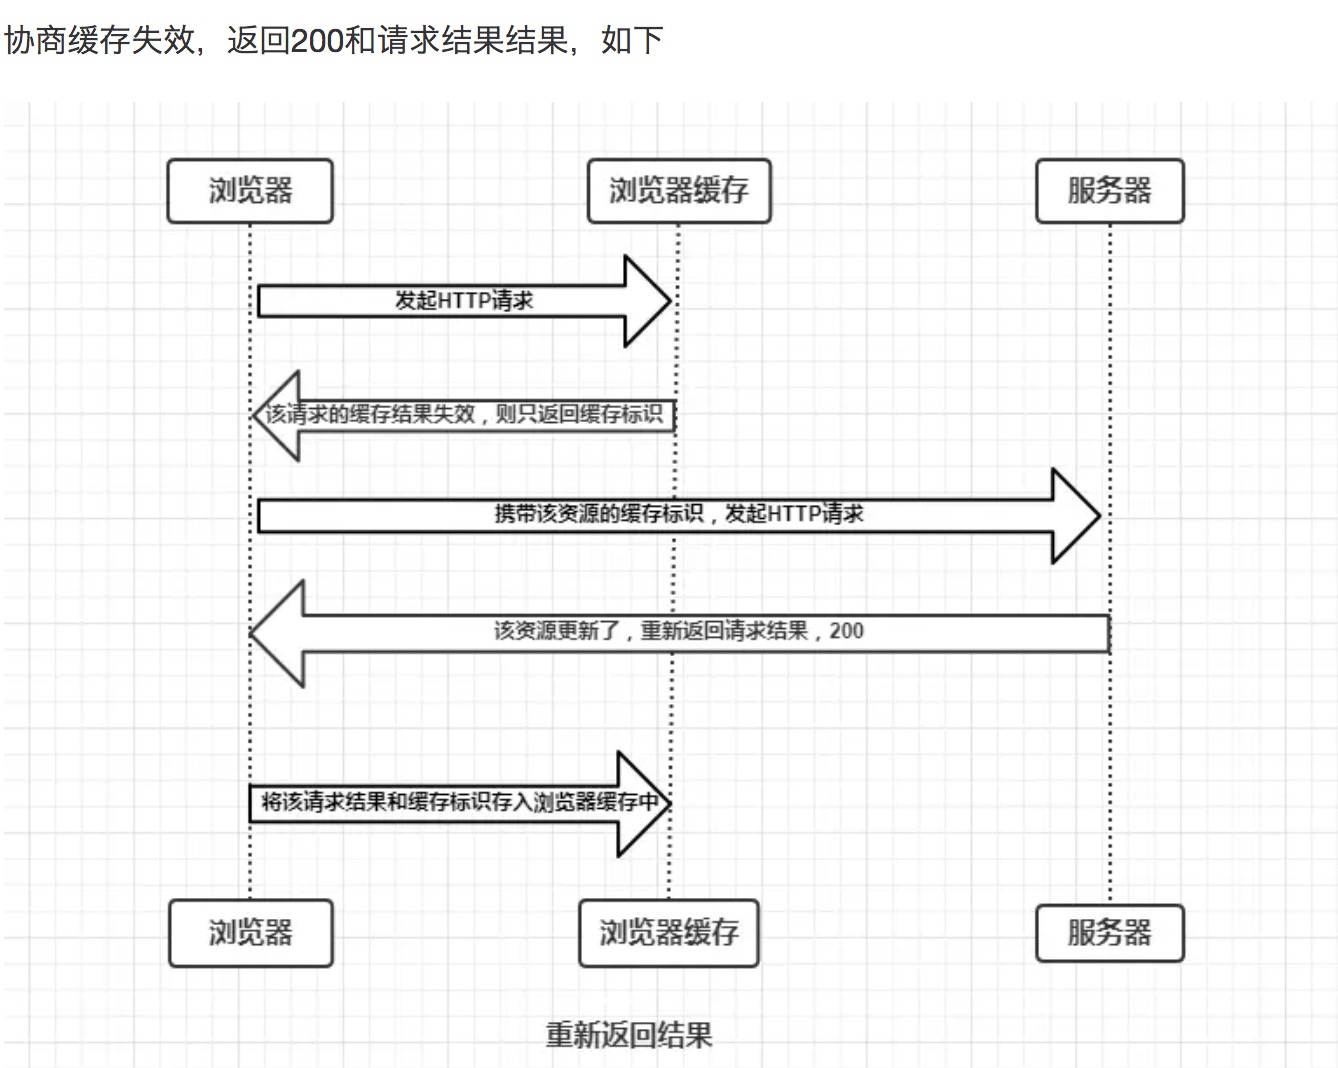 协商缓存失效，返回200和请求结果结果，如下
浏览器
浏览器缓存
服务器
发起HTTP请求
该请求的缓存结果失效，则只返回缓存标识
携带该资源的缓存标识，发起HTTP请求
该资源更新了，重新返回请求结果，200
将该请求结果和缓存标识存入浏览器缓存中
浏览器
浏览器缓存
服务器
重新返回结果